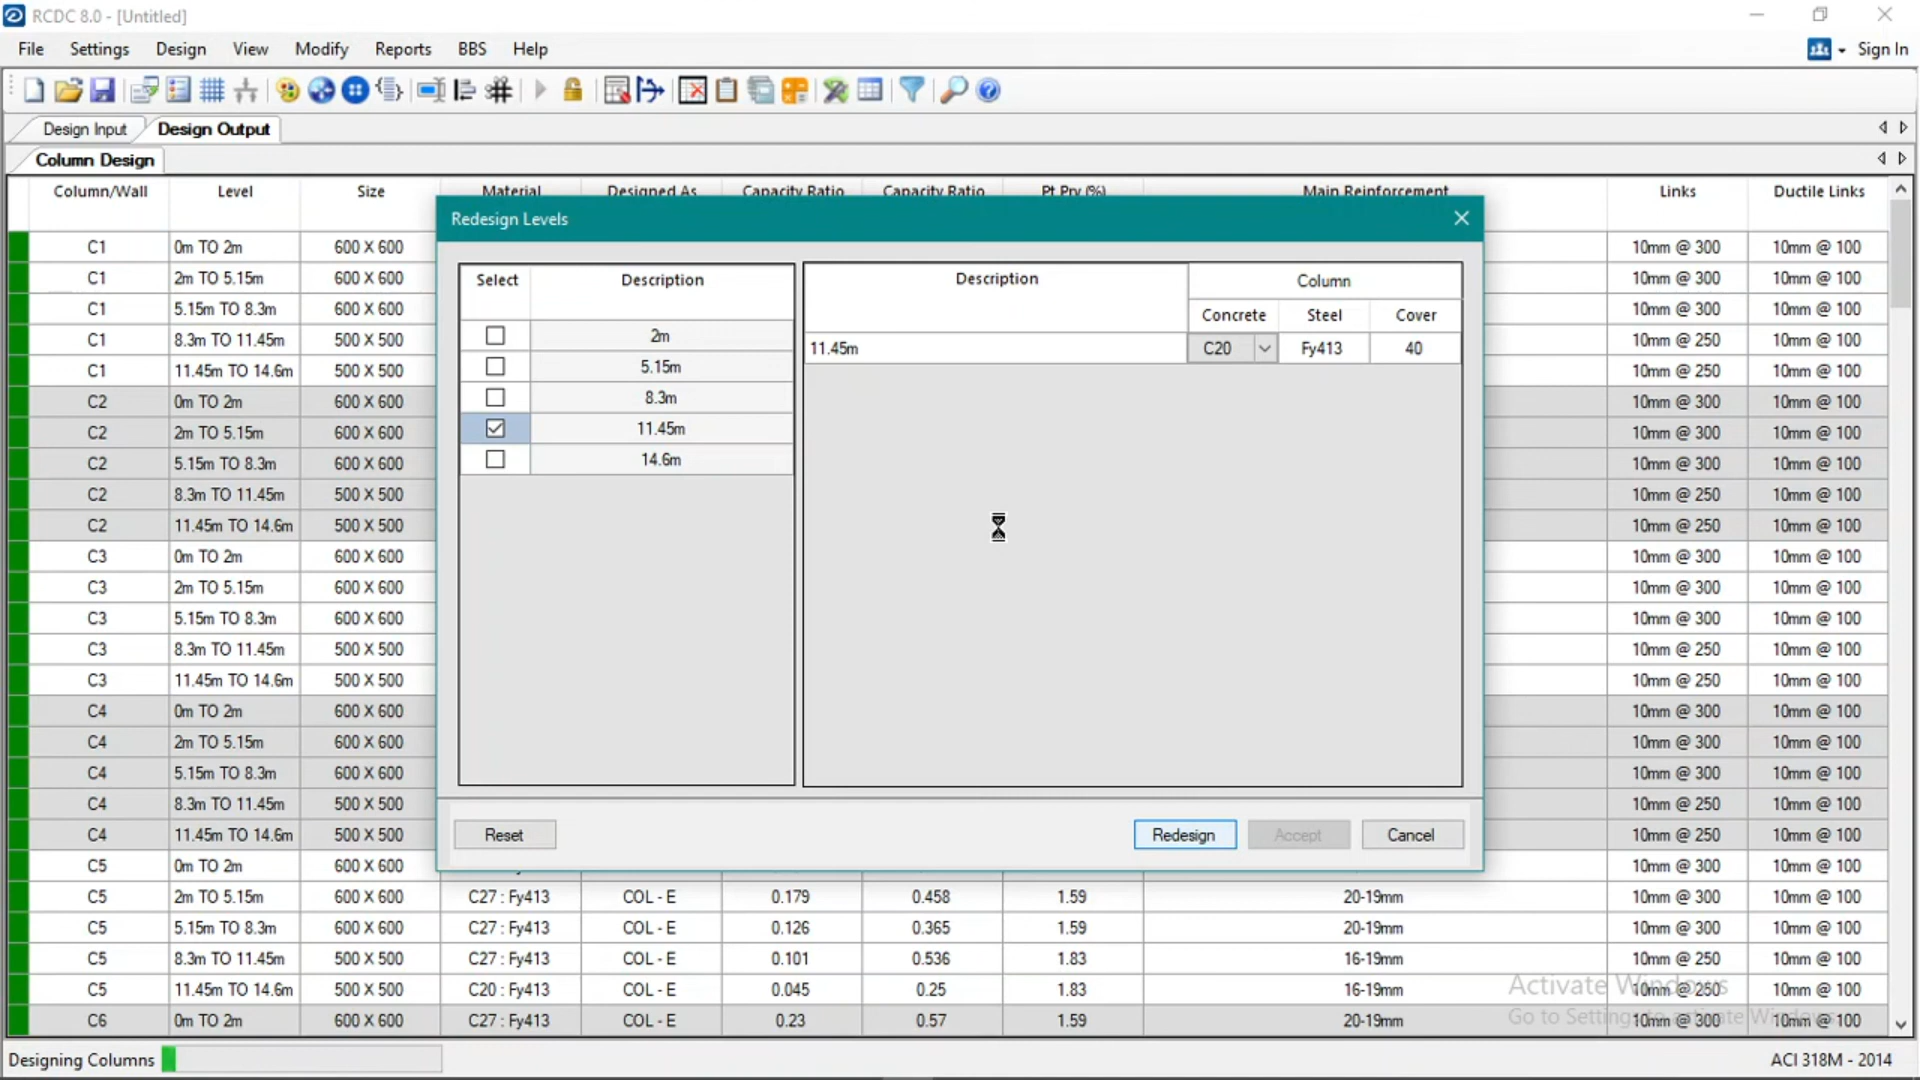 RCDC 8.0 - [Untitled]
File Settings Design View Modify Reports BBS Help
Sign In
Design Input Design Output
Column Design
Column/Wall Level Size Material Designed As Capacity Ratio Capacity Ratio Pt Prv (%) Main Reinforcement Links Ductile Links
Redesign Levels
Select Description
2m
5.15m
8.3m
11.45m
14.6m
Description Column
Concrete Steel Cover
11.45m C20 Fy413 40
Reset Redesign Accept Cancel
C1 0m TO 2m 600 X 600 10mm @ 300 10mm @ 100
C1 2m TO 5.15m 600 X 600 10mm @ 300 10mm @ 100
C1 5.15m TO 8.3m 600 X 600 10mm @ 300 10mm @ 100
C1 8.3m TO 11.45m 500 X 500 10mm @ 250 10mm @ 100
C1 11.45m TO 14.6m 500 X 500 10mm @ 250 10mm @ 100
C2 0m TO 2m 600 X 600 10mm @ 300 10mm @ 100
C2 2m TO 5.15m 600 X 600 10mm @ 300 10mm @ 100
C2 5.15m TO 8.3m 600 X 600 10mm @ 300 10mm @ 100
C2 8.3m TO 11.45m 500 X 500 10mm @ 250 10mm @ 100
C2 11.45m TO 14.6m 500 X 500 10mm @ 250 10mm @ 100
C3 0m TO 2m 600 X 600 10mm @ 300 10mm @ 100
C3 2m TO 5.15m 600 X 600 10mm @ 300 10mm @ 100
C3 5.15m TO 8.3m 600 X 600 10mm @ 300 10mm @ 100
C3 8.3m TO 11.45m 500 X 500 10mm @ 250 10mm @ 100
C3 11.45m TO 14.6m 500 X 500 10mm @ 250 10mm @ 100
C4 0m TO 2m 600 X 600 10mm @ 300 10mm @ 100
C4 2m TO 5.15m 600 X 600 10mm @ 300 10mm @ 100
C4 5.15m TO 8.3m 600 X 600 10mm @ 300 10mm @ 100
C4 8.3m TO 11.45m 500 X 500 10mm @ 250 10mm @ 100
C4 11.45m TO 14.6m 500 X 500 10mm @ 250 10mm @ 100
C5 0m TO 2m 600 X 600 10mm @ 300 10mm @ 100
C5 2m TO 5.15m 600 X 600 C27 : Fy413 COL - E 0.179 0.458 1.59 20-19mm 10mm @ 300 10mm @ 100
C5 5.15m TO 8.3m 600 X 600 C27 : Fy413 COL - E 0.126 0.365 1.59 20-19mm 10mm @ 300 10mm @ 100
C5 8.3m TO 11.45m 500 X 500 C27 : Fy413 COL - E 0.101 0.536 1.83 16-19mm 10mm @ 250 10mm @ 100
C5 11.45m TO 14.6m 500 X 500 C20 : Fy413 COL - E 0.045 0.25 1.83 16-19mm 10mm @ 250 10mm @ 100
C6 0m TO 2m 600 X 600 C27 : Fy413 COL - E 0.23 0.57 1.59 20-19mm 10mm @ 300 10mm @ 100
Activate Windows
Go to Settings to activate Windows.
Designing Columns ACI 318M - 2014